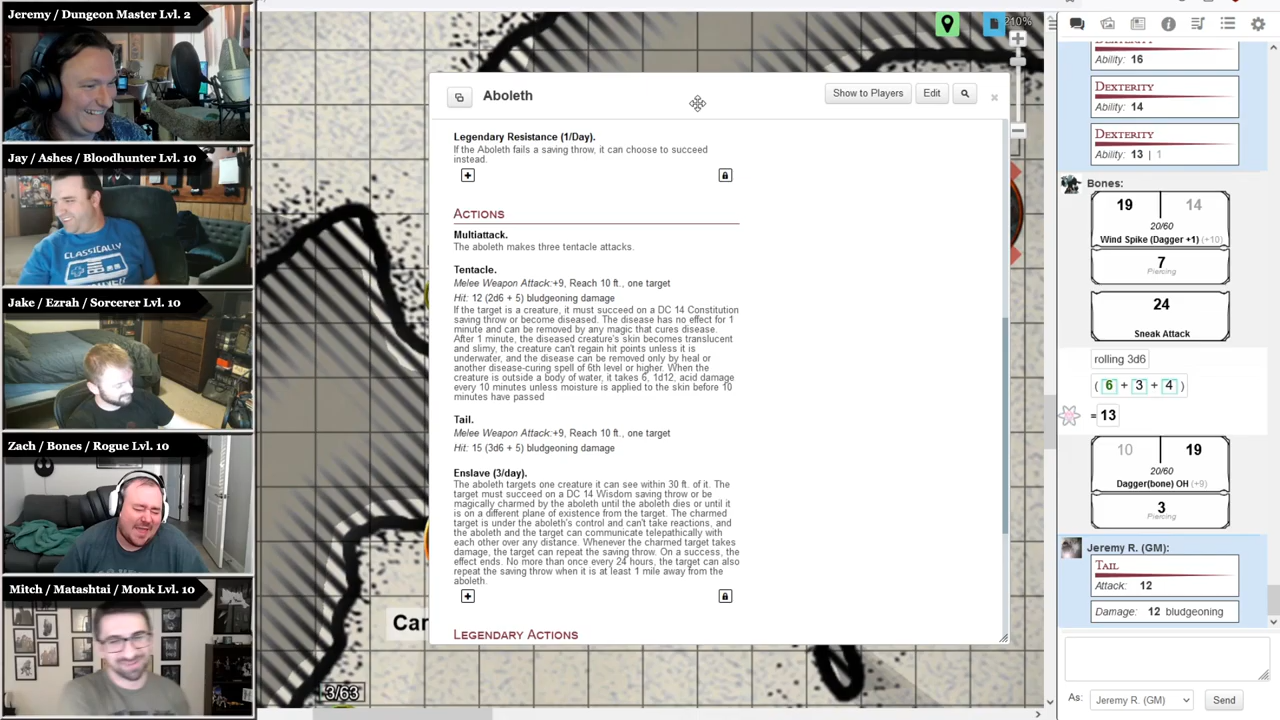 Jeremy / Dungeon Master Lvl. 2
Jay / Ashes / Bloodhunter Lvl. 10
CLASSICALLY
Jake / Ezrah / Sorcerer Lvl. 10
Zach / Bones / Rogue Lvl. 10
Mitch / Matashtai / Monk Lvl. 10
210%
Aboleth
Show to Players
Edit
Legendary Resistance (1/Day).
If the Aboleth fails a saving throw, it can choose to succeed
instead.
Actions
Multiattack.
The aboleth makes three tentacle attacks.
Tentacle.
Melee Weapon Attack:+9, Reach 10 ft., one target
Hit: 12 (2d6 + 5) bludgeoning damage
If the target is a creature, it must succeed on a DC 14 Constitution
saving throw or become diseased. The disease has no effect for 1
minute and can be removed by any magic that cures disease.
After 1 minute, the diseased creature's skin becomes translucent
and slimy, the creature can't regain hit points unless it is
underwater, and the disease can be removed only by heal or
another disease-curing spell of 6th level or higher. When the
creature is outside a body of water, it takes 6, 1d12, acid damage
every 10 minutes unless moisture is applied to the skin before 10
minutes have passed
Tail.
Melee Weapon Attack:+9, Reach 10 ft., one target
Hit: 15 (3d6 + 5) bludgeoning damage
Enslave (3/day).
The aboleth targets one creature it can see within 30 ft. of it. The
target must succeed on a DC 14 Wisdom saving throw or be
magically charmed by the aboleth until the aboleth dies or until it
is on a different plane of existence from the target. The charmed
target is under the aboleth's control and can't take reactions, and
the aboleth and the target can communicate telepathically with
each other over any distance. Whenever the charmed target takes
damage, the target can repeat the saving throw. On a success, the
effect ends. No more than once every 24 hours, the target can also
repeat the saving throw when it is at least 1 mile away from the
aboleth.
Legendary Actions
Car
3/63
Dexterity
Ability: 16
Dexterity
Ability: 14
Dexterity
Ability: 13 | 1
Bones:
19 14
20/60
Wind Spike (Dagger +1) (+10)
7
Piercing
24
Sneak Attack
rolling 3d6
( 6 + 3 + 4 )
= 13
10 19
20/60
Dagger(bone) OH (+9)
3
Piercing
Jeremy R. (GM):
Tail
Attack: 12
Damage: 12 bludgeoning
As: Jeremy R. (GM) Send